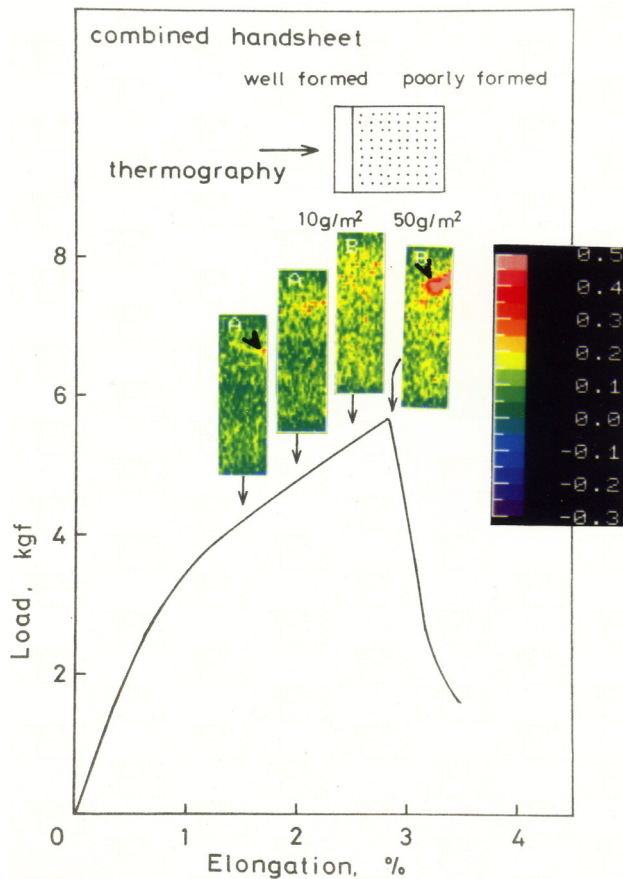 combined handsheet
well formed poorly formed
thermography
10g/m² 50g/m²
A
A
B
B
0.5
0.4
0.3
0.2
0.1
0.0
-0.1
-0.2
-0.3
8
6
4
2
0
Load, kgf
1 2 3 4
Elongation, %